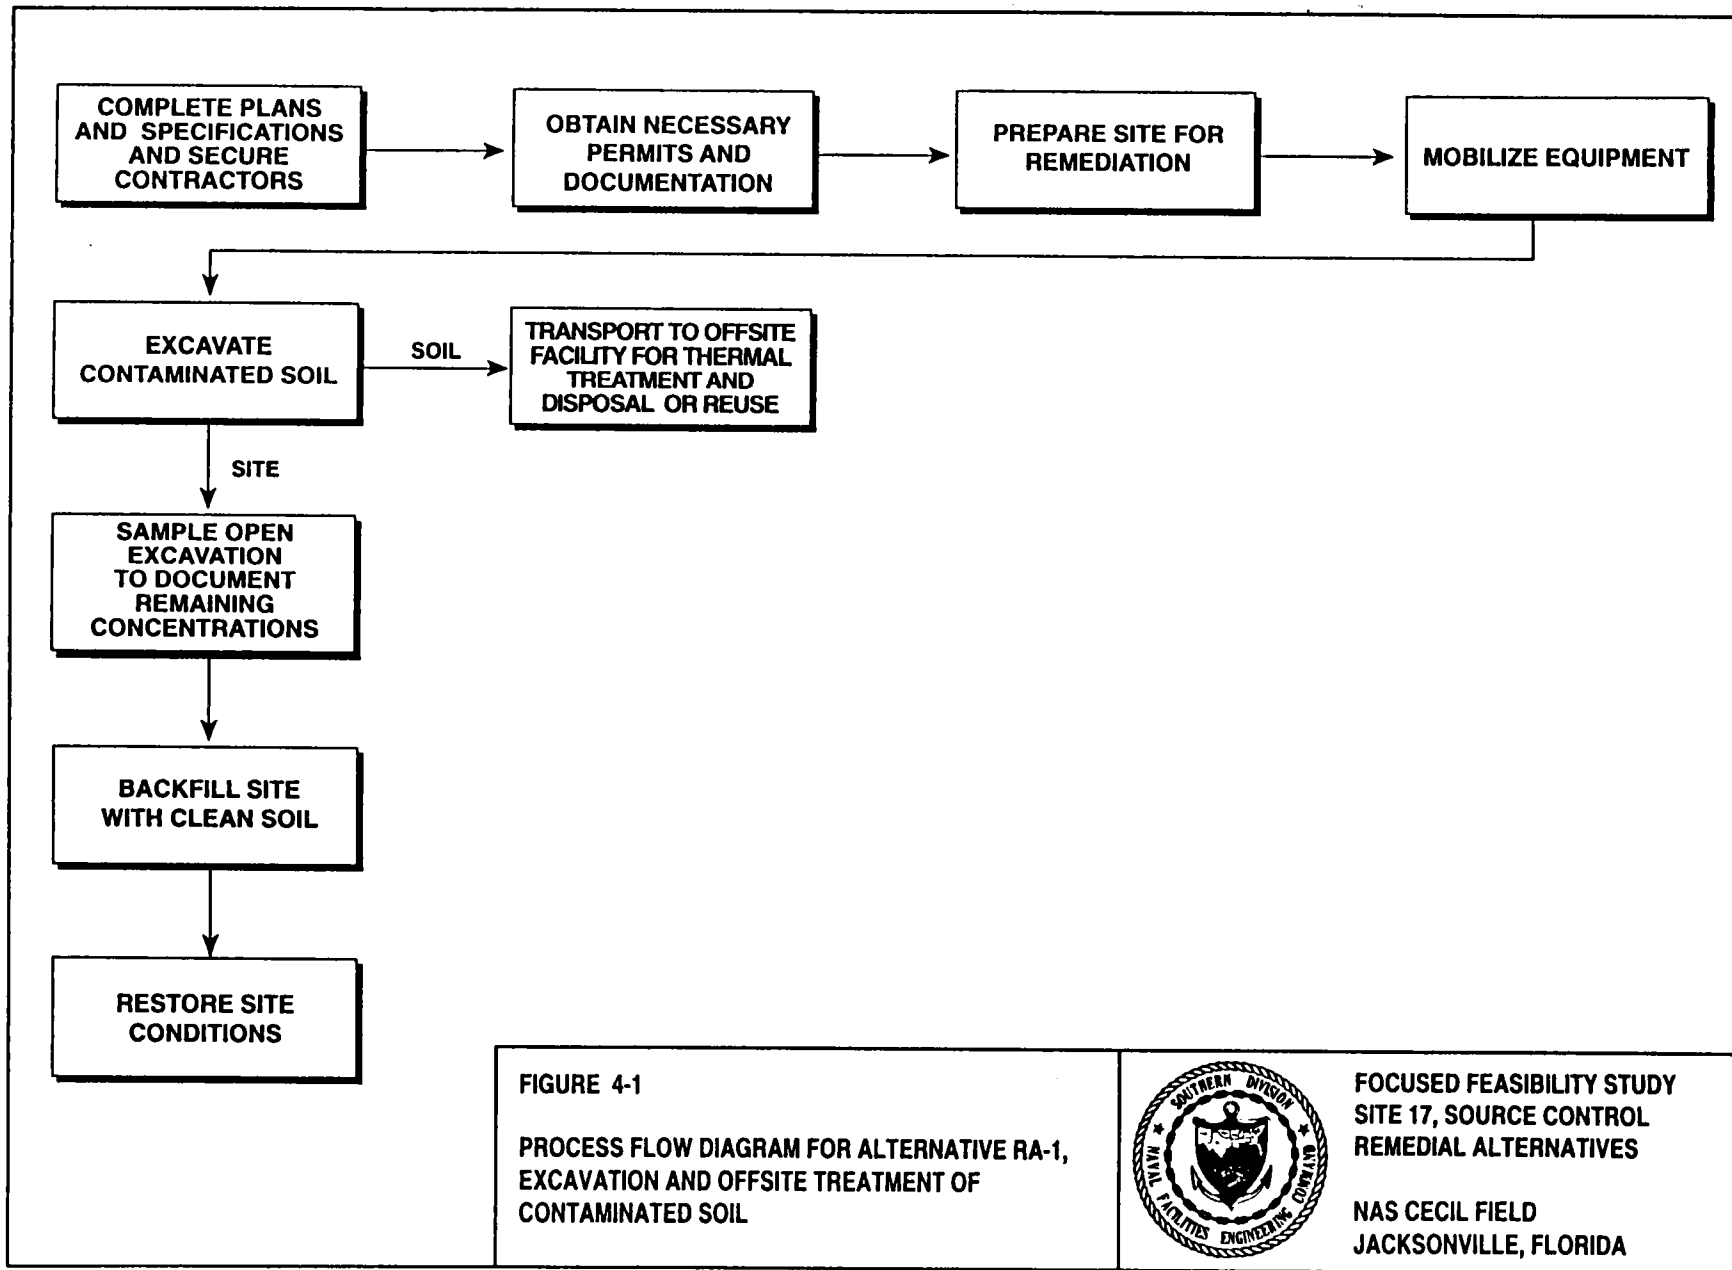 COMPLETE PLANS
AND SPECIFICATIONS
AND SECURE
CONTRACTORS
OBTAIN NECESSARY
PERMITS AND
DOCUMENTATION
PREPARE SITE FOR
REMEDIATION
MOBILIZE EQUIPMENT
EXCAVATE
CONTAMINATED SOIL
SOIL
TRANSPORT TO OFFSITE
FACILITY FOR THERMAL
TREATMENT AND
DISPOSAL OR REUSE
SITE
SAMPLE OPEN
EXCAVATION
TO DOCUMENT
REMAINING
CONCENTRATIONS
BACKFILL SITE
WITH CLEAN SOIL
RESTORE SITE
CONDITIONS
FIGURE 4-1
PROCESS FLOW DIAGRAM FOR ALTERNATIVE RA-1,
EXCAVATION AND OFFSITE TREATMENT OF
CONTAMINATED SOIL
SOUTHERN DIVISION
NAVAL FACILITIES ENGINEERING COMMAND
FOCUSED FEASIBILITY STUDY
SITE 17, SOURCE CONTROL
REMEDIAL ALTERNATIVES
NAS CECIL FIELD
JACKSONVILLE, FLORIDA